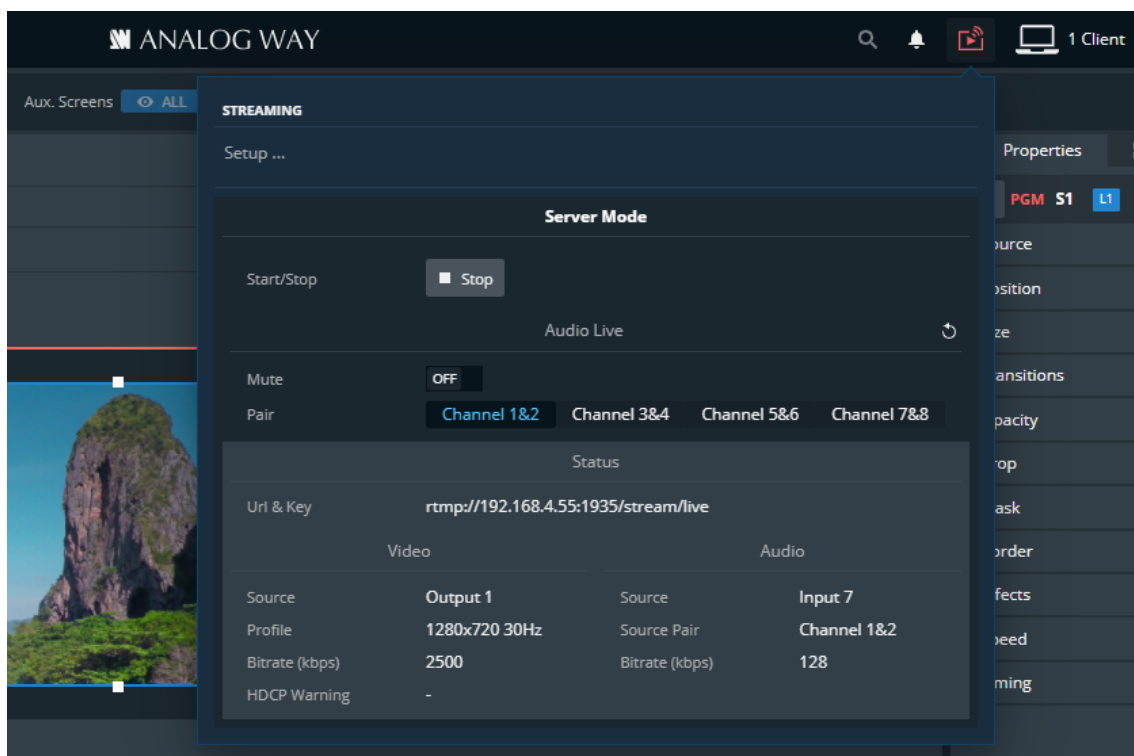 ANALOG WAY
1 Client
Aux. Screens ALL
STREAMING
Setup ...
Properties
Server Mode
PGM S1 L1
Start/Stop Stop
Audio Live
Mute OFF
Pair Channel 1&2 Channel 3&4 Channel 5&6 Channel 7&8
Status
Url & Key rtmp://192.168.4.55:1935/stream/live
Video Audio
Source Output 1 Source Input 7
Profile 1280x720 30Hz Source Pair Channel 1&2
Bitrate (kbps) 2500 Bitrate (kbps) 128
HDCP Warning -